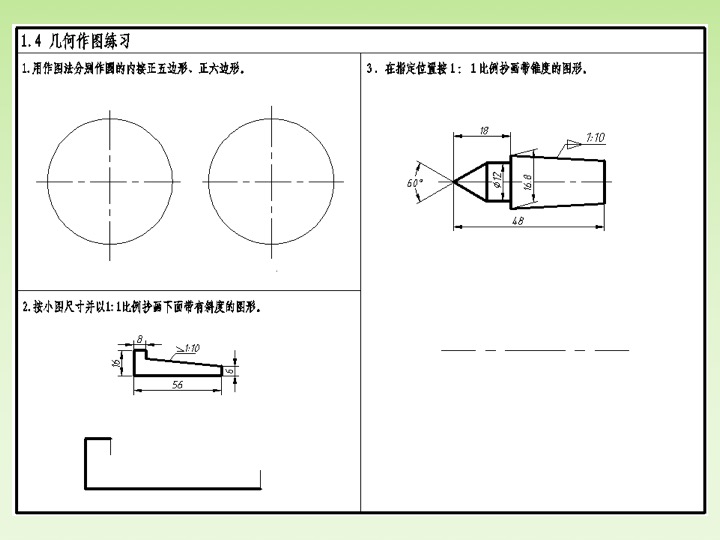 1.4 几何作图练习
1.用作图法分别作圆的内接正五边形、正六边形。
2.按小图尺寸并以1:1比例抄画下面带有斜度的图形。
8
1:10
16
6
56
3. 在指定位置按1: 1比例抄画带锥度的图形。
18
1:10
60°
ø12
16.8
48